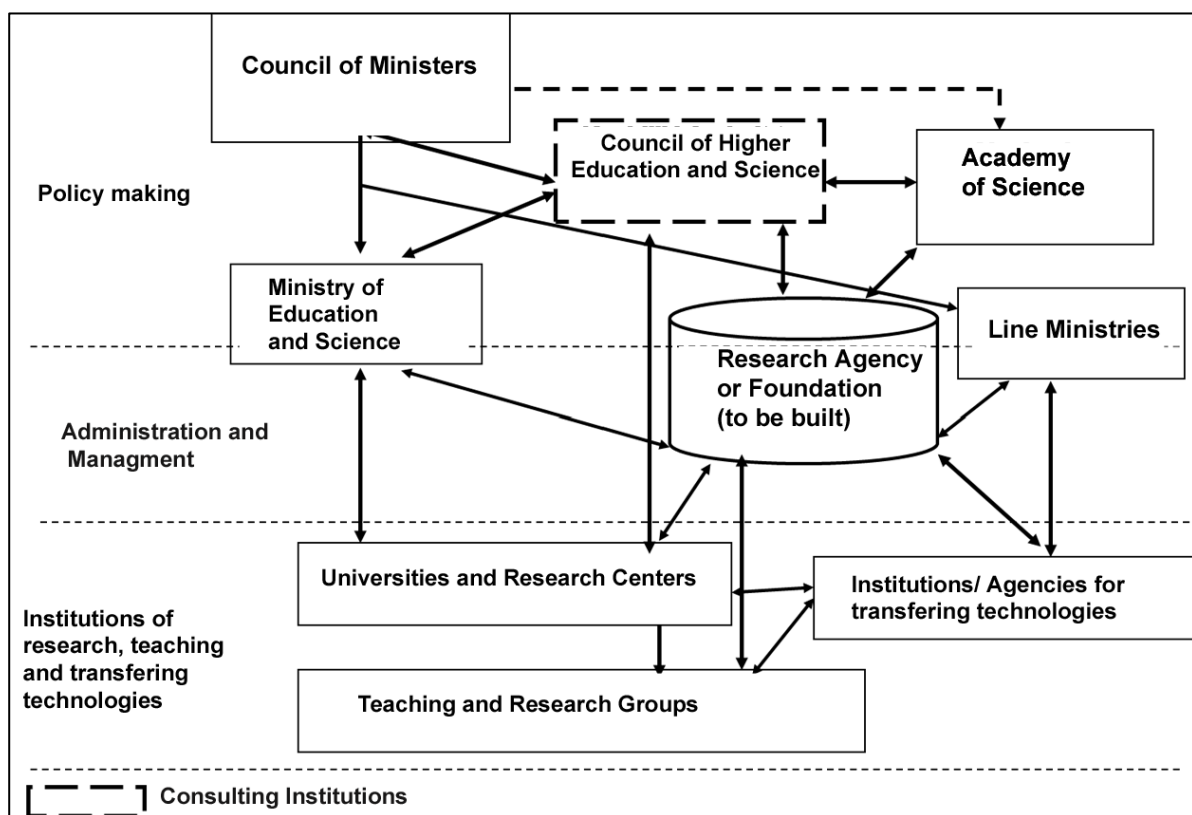 Council of Ministers
Council of Higher
Education and Science
Academy
of Science
Policy making
Ministry of
Education
and Science
Line Ministries
Research Agency
or Foundation
(to be built)
Administration and
Managment
Universities and Research Centers
Institutions/ Agencies for
transfering technologies
Institutions of
research, teaching
and transfering
technologies
Teaching and Research Groups
Consulting Institutions